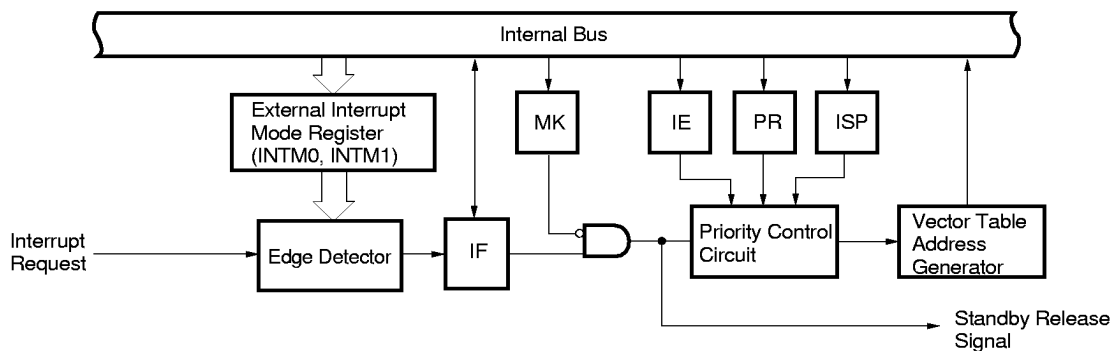 Internal Bus
External Interrupt
Mode Register
(INTM0, INTM1)
MK
IE
PR
ISP
Interrupt
Request
Edge Detector
IF
Priority Control
Circuit
Vector Table
Address
Generator
Standby Release
Signal